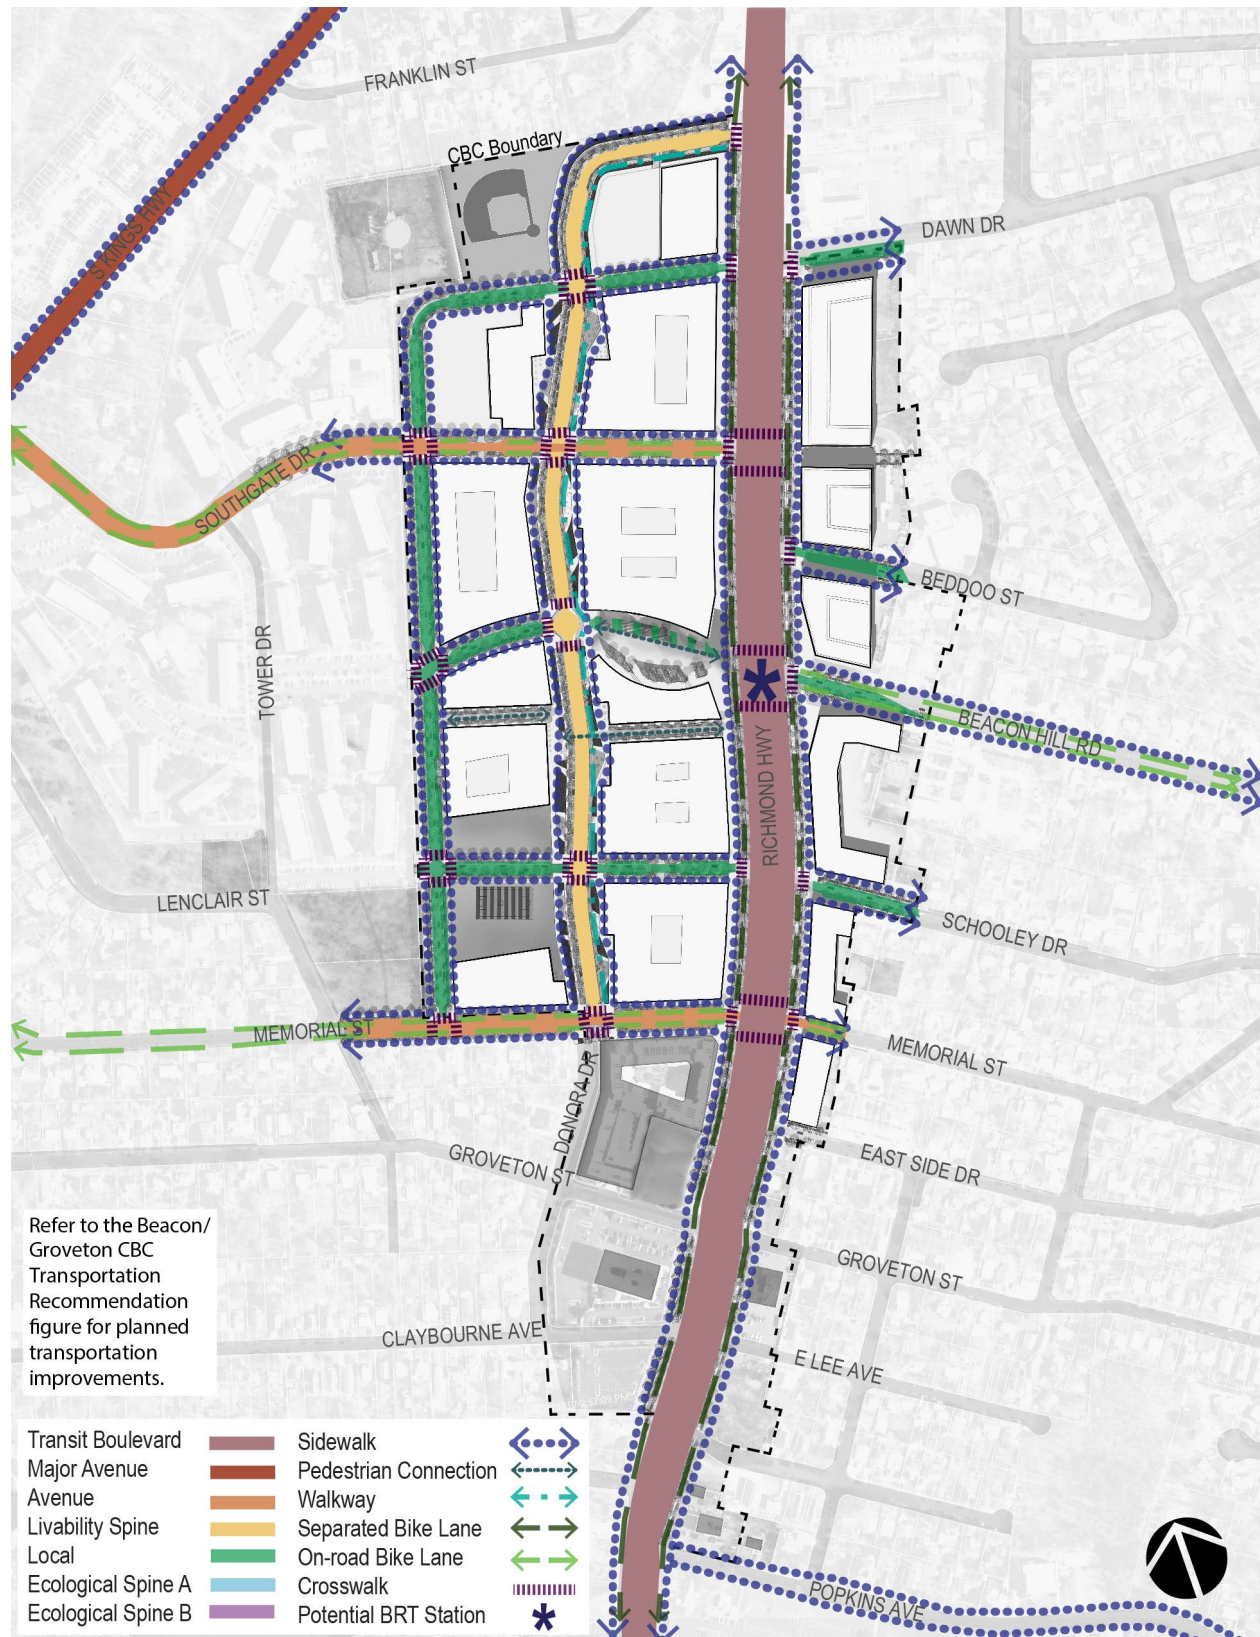 FRANKLIN ST
CBC Boundary
S KINGS HWY
DAWN DR
SOUTHGATE DR
BEDDOO ST
TOWER DR
BEACON HILL RD
RICHMOND HWY
LENCLAIR ST
SCHOOLEY DR
MEMORIAL ST
MEMORIAL ST
DONORA DR
GROVETON ST
EAST SIDE DR
Refer to the Beacon/
Groveton CBC
Transportation
Recommendation
figure for planned
transportation
improvements.
GROVETON ST
CLAYBOURNE AVE
E LEE AVE
Transit Boulevard
Major Avenue
Avenue
Livability Spine
Local
Ecological Spine A
Ecological Spine B
Sidewalk
Pedestrian Connection
Walkway
Separated Bike Lane
On-road Bike Lane
Crosswalk
Potential BRT Station
POPKINS AVE